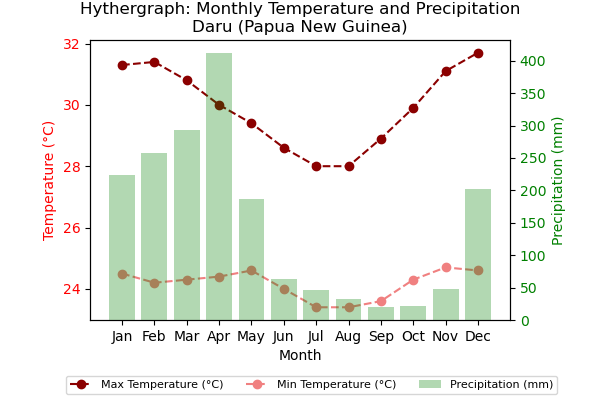 Hythergraph: Monthly Temperature and Precipitation
Daru (Papua New Guinea)
32
30
28
26
24
Temperature (°C)
400
350
300
250
200
150
100
50
0
Precipitation (mm)
Jan Feb Mar Apr May Jun Jul Aug Sep Oct Nov Dec
Month
Max Temperature (°C) Min Temperature (°C) Precipitation (mm)